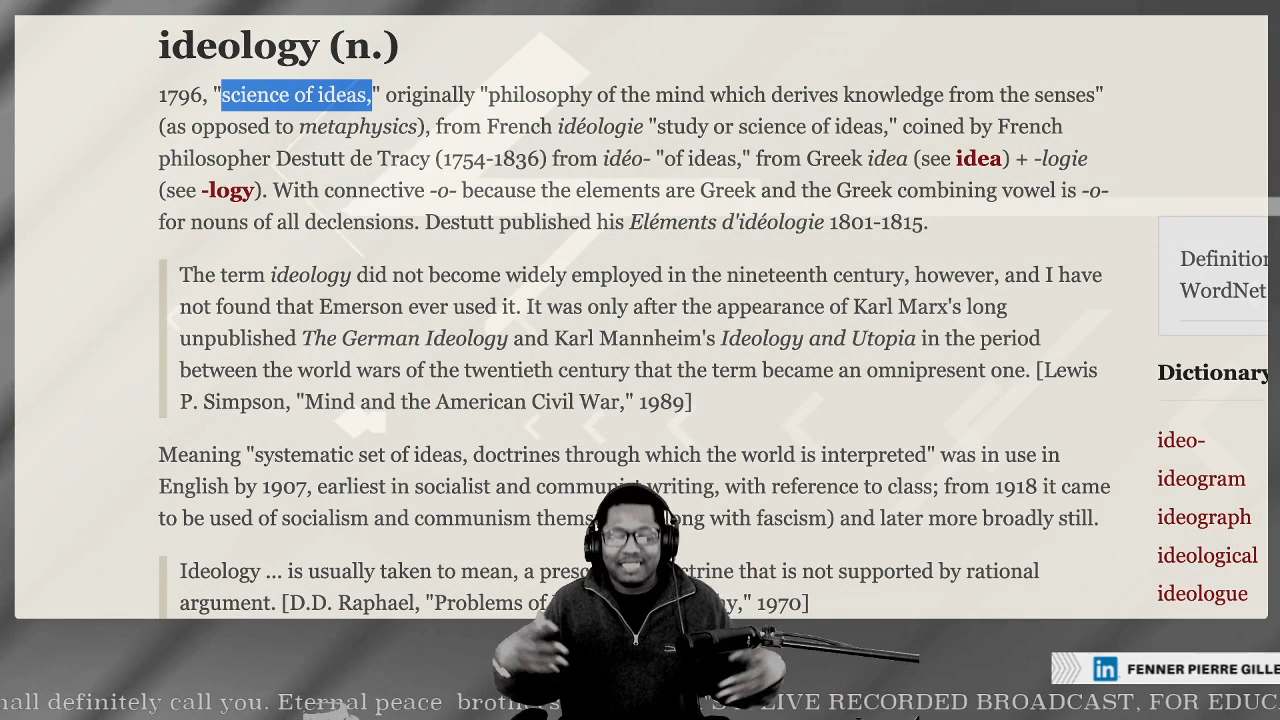 ideology (n.)
1796, "science of ideas," originally "philosophy of the mind which derives knowledge from the senses"
(as opposed to metaphysics), from French idéologie "study or science of ideas," coined by French
philosopher Destutt de Tracy (1754-1836) from idéo- "of ideas," from Greek idea (see idea) + -logie
(see -logy). With connective -o- because the elements are Greek and the Greek combining vowel is -o-
for nouns of all declensions. Destutt published his Eléments d'idéologie 1801-1815.
The term ideology did not become widely employed in the nineteenth century, however, and I have
not found that Emerson ever used it. It was only after the appearance of Karl Marx's long
unpublished The German Ideology and Karl Mannheim's Ideology and Utopia in the period
between the world wars of the twentieth century that the term became an omnipresent one. [Lewis
P. Simpson, "Mind and the American Civil War," 1989]
Meaning "systematic set of ideas, doctrines through which the world is interpreted" was in use in
English by 1907, earliest in socialist and communist writing, with reference to class; from 1918 it came
to be used of socialism and communism thems ong with fascism) and later more broadly still.
Ideology ... is usually taken to mean, a presc ctrine that is not supported by rational
argument. [D.D. Raphael, "Problems of hy," 1970]
Definition
WordNet
Dictionary
ideo-
ideogram
ideograph
ideological
ideologue
in FENNER PIERRE GILLE
hall definitely call you. Eternal peace brothers LIVE RECORDED BROADCAST, FOR EDUC